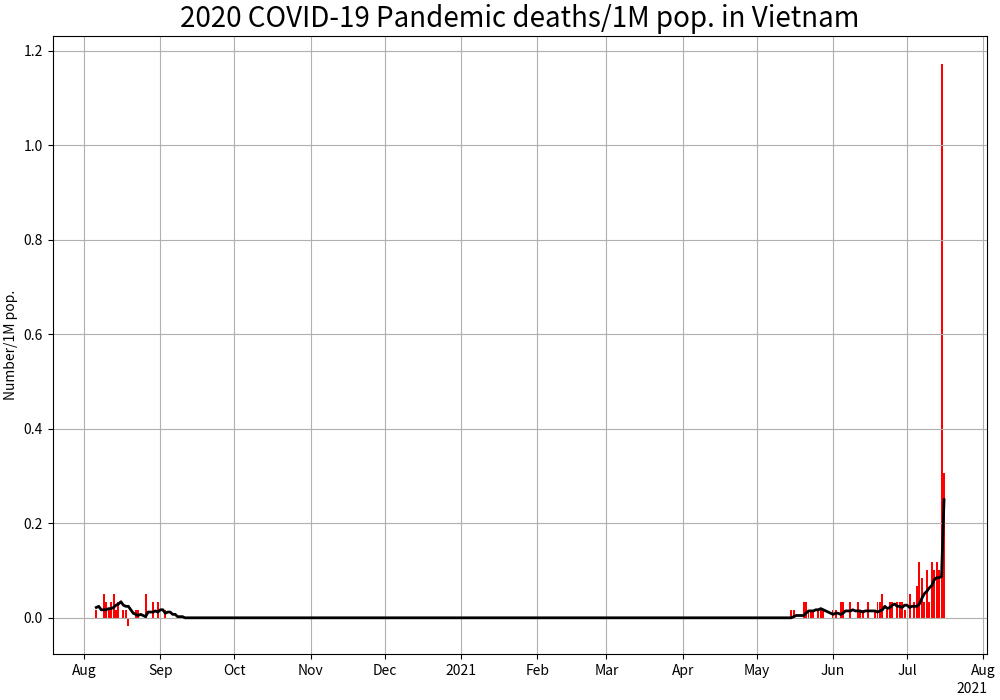 2020 COVID-19 Pandemic deaths/1M pop. in Vietnam
Number/1M pop.
1.2
1.0
0.8
0.6
0.4
0.2
0.0
Aug Sep Oct Nov Dec 2021 Feb Mar Apr May Jun Jul Aug
2021